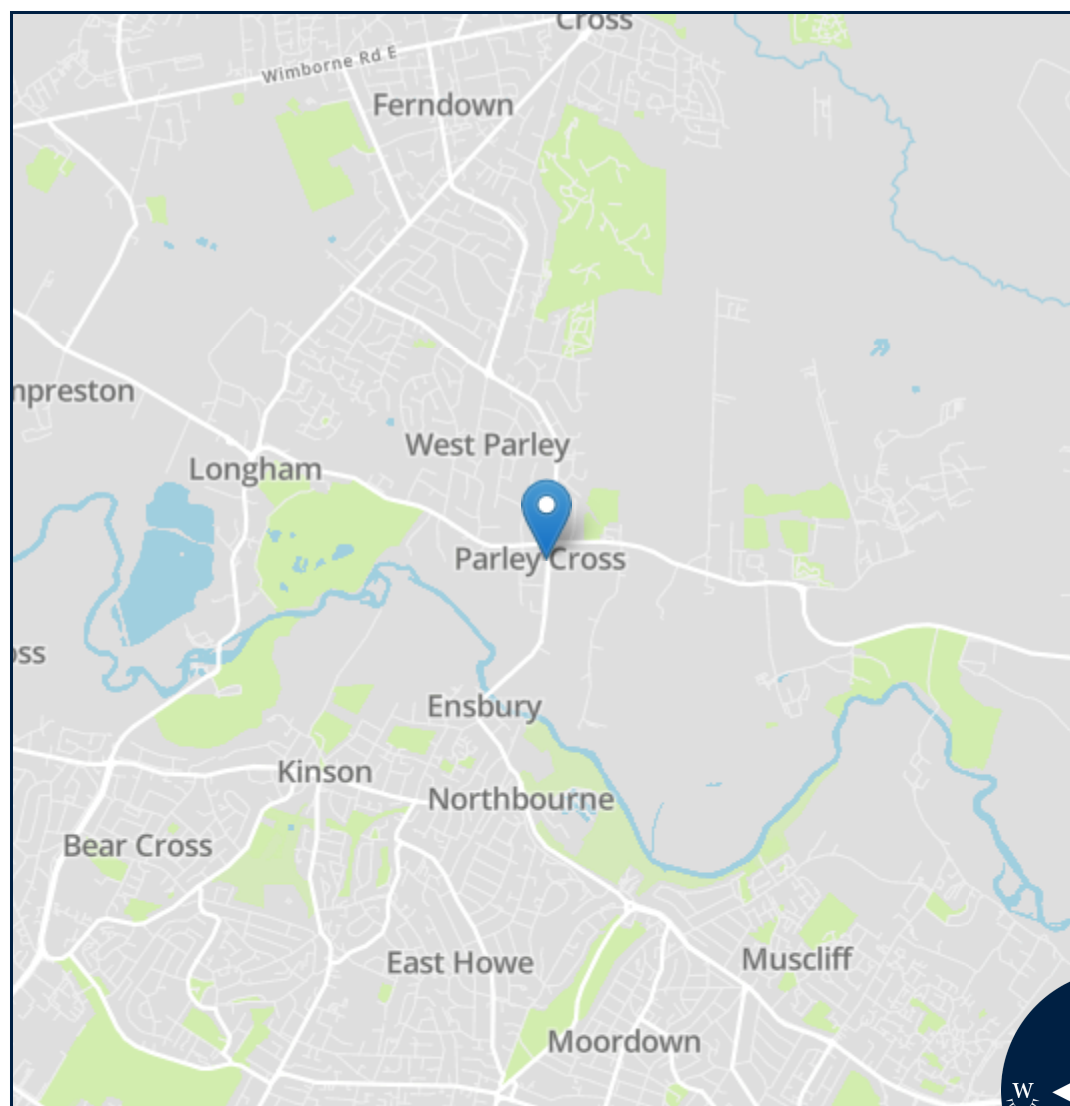 Cross
Wimborne Rd E
Ferndown
mpreston
West Parley
Longham
Parley Cross
oss
Ensbury
Kinson
Northbourne
Bear Cross
East Howe
Muscliff
Moordown
W